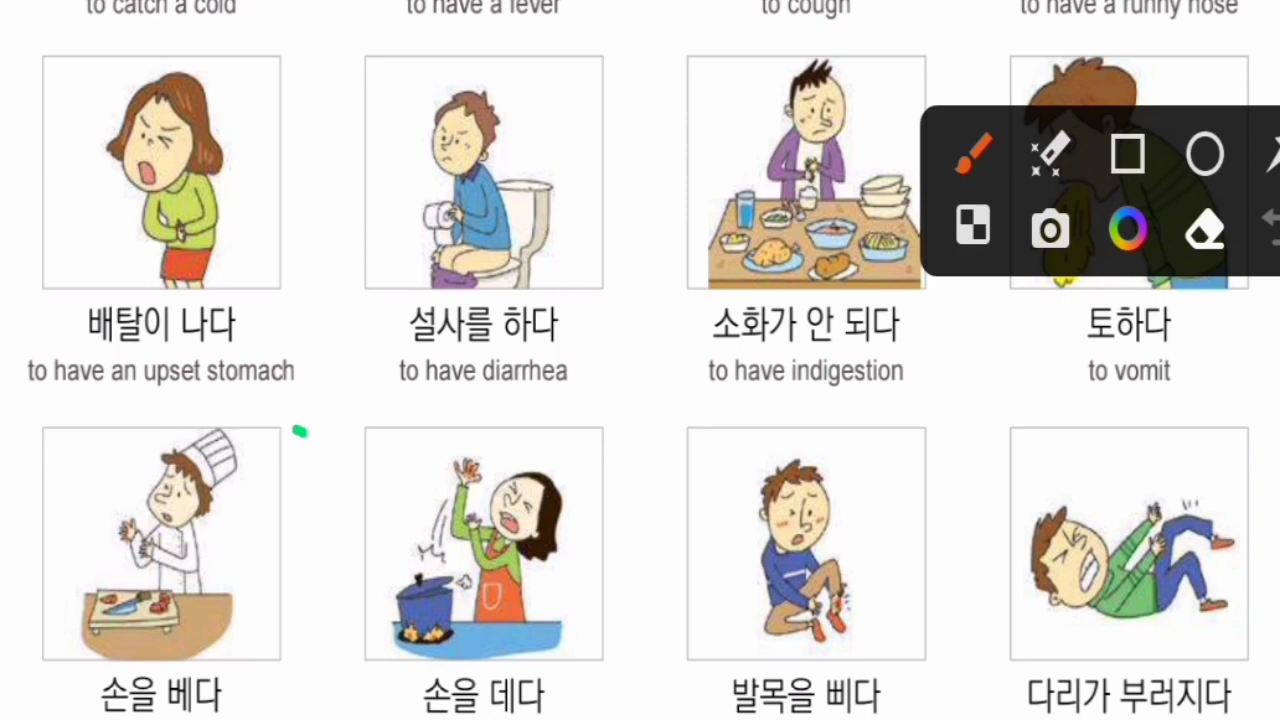 to catch a cold
to have a fever
to cough
to have a runny nose
배탈이 나다
설사를 하다
소화가 안 되다
토하다
to have an upset stomach
to have diarrhea
to have indigestion
to vomit
손을 베다
손을 데다
발목을 삐다
다리가 부러지다